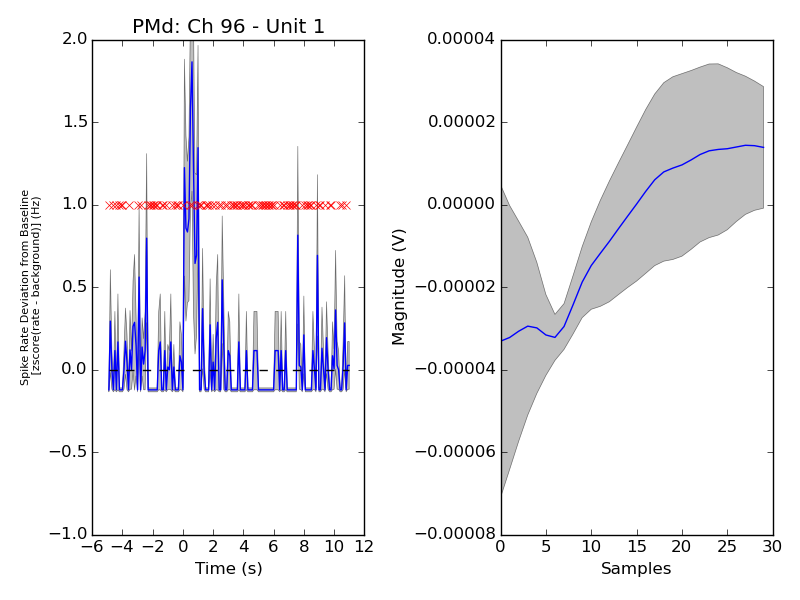 PMd: Ch 96 - Unit 1
2.0
1.5
1.0
0.5
0.0
−0.5
−1.0
−6 −4 −2 0 2 4 6 8 10 12
Time (s)
Spike Rate Deviation from Baseline
[zscore(rate - background)] (Hz)
0.00004
0.00002
0.00000
−0.00002
−0.00004
−0.00006
−0.00008
0 5 10 15 20 25 30
Samples
Magnitude (V)